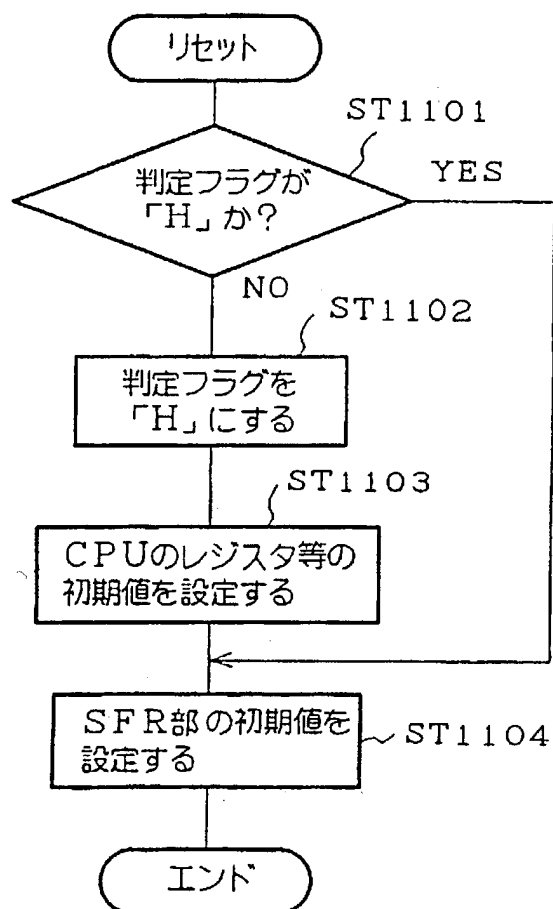 リセット
ST1101
判定フラグが
「H」か?
YES
NO
ST1102
判定フラグを
「H」にする
ST1103
CPUのレジスタ等の
初期値を設定する
SFR部の初期値を
設定する
ST1104
エンド